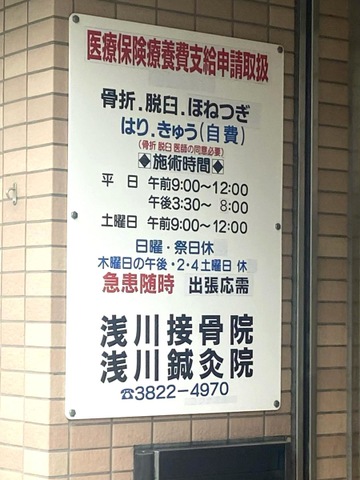 医療保険療養費支給申請取扱
骨折.脱臼.ほねつぎ
はり.きゅう(自費)
(骨折 脱臼 医師の同意必要)
◆施術時間◆
平 日 午前9:00〜12:00
午後3:30〜 8:00
土曜日 午前9:00〜12:00
日曜・祭日休
木曜日の午後・2・4土曜日 休
急患随時 出張応需
浅川接骨院
浅川鍼灸院
☎3822-4970